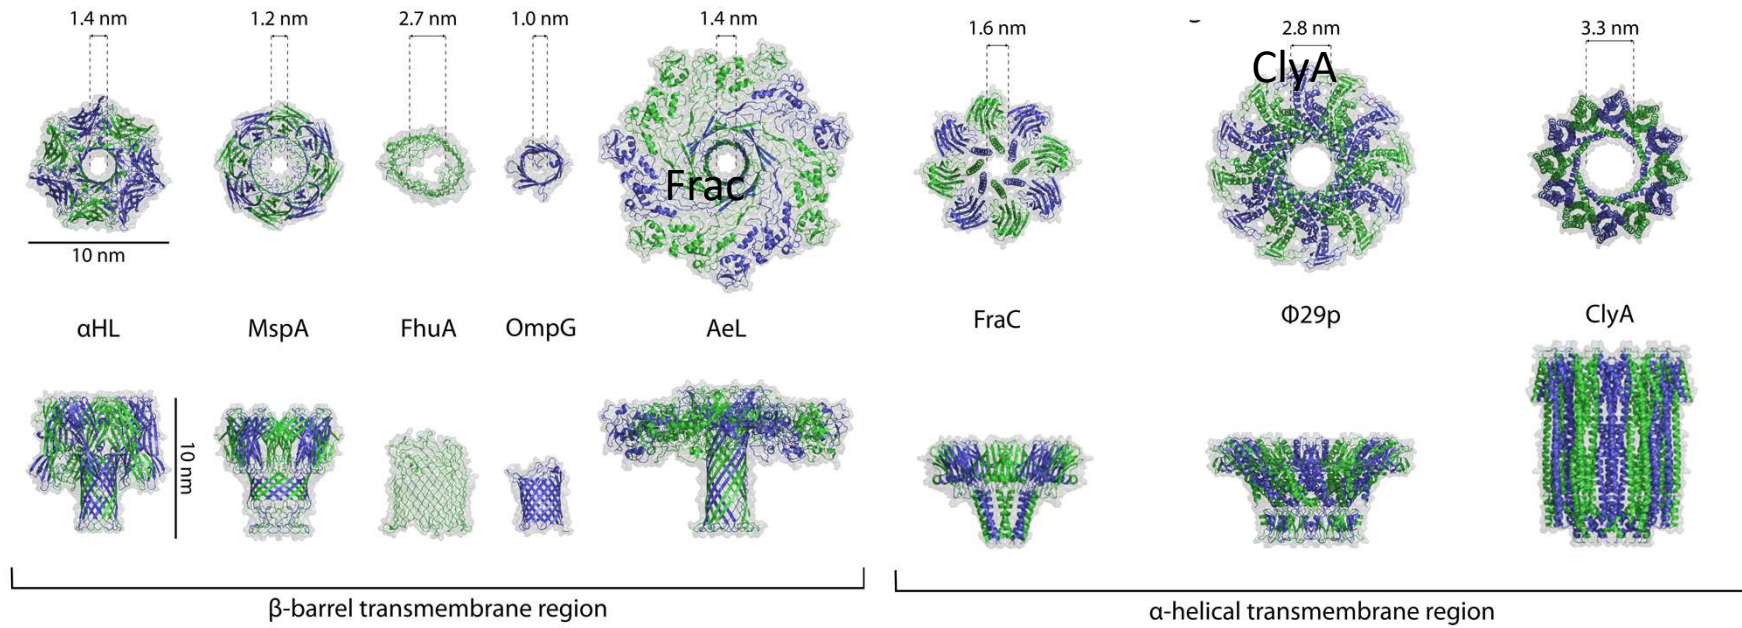 1.4 nm 1.2 nm 2.7 nm 1.0 nm 1.4 nm 1.6 nm 2.8 nm 3.3 nm
ClyA
Frac
10 nm
αHL MspA FhuA OmpG AeL FraC Φ29p ClyA
10 nm
β-barrel transmembrane region α-helical transmembrane region